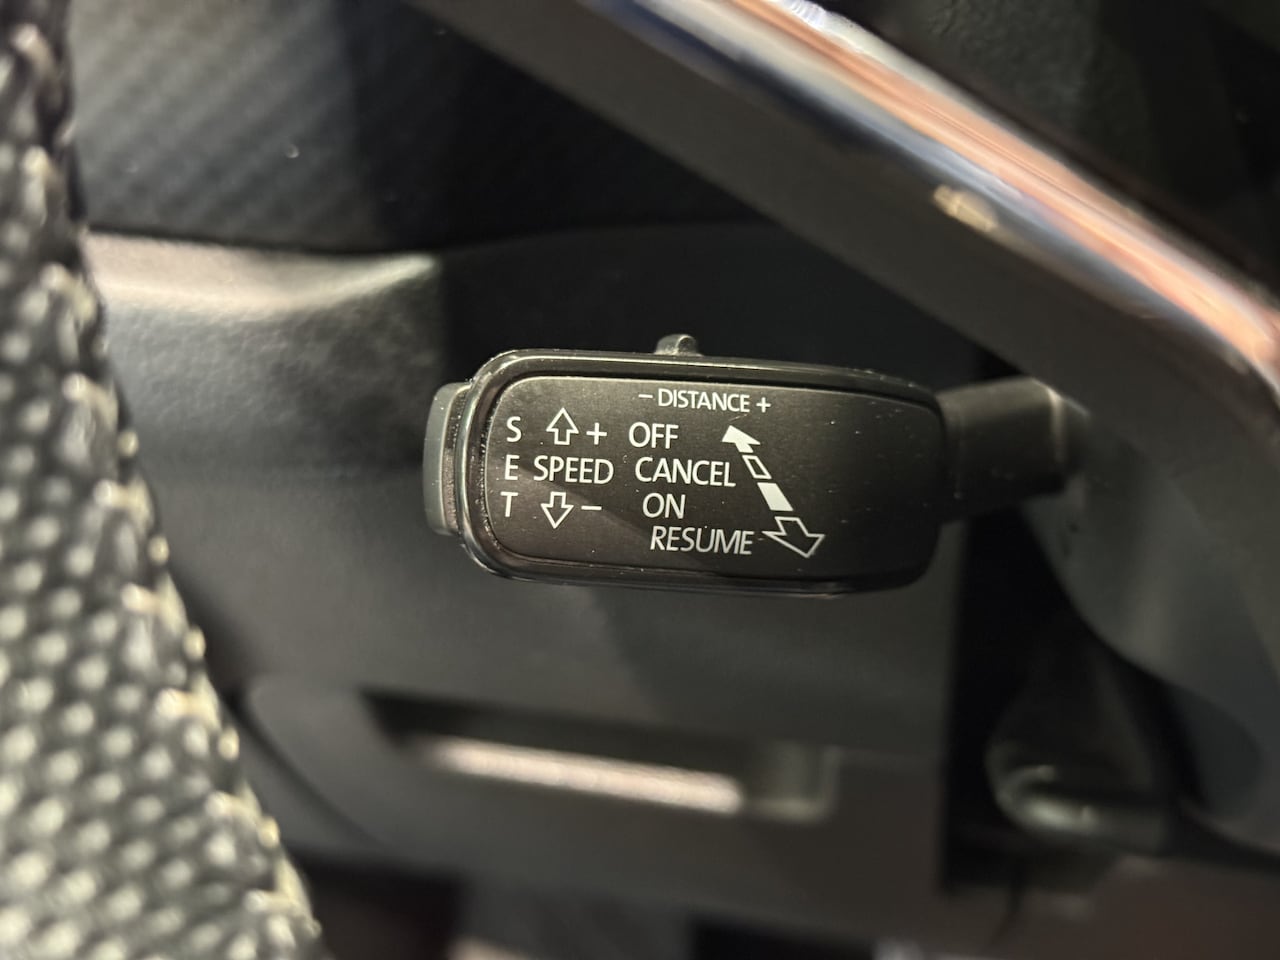 - DISTANCE +
S + OFF
E SPEED CANCEL
T - ON
RESUME